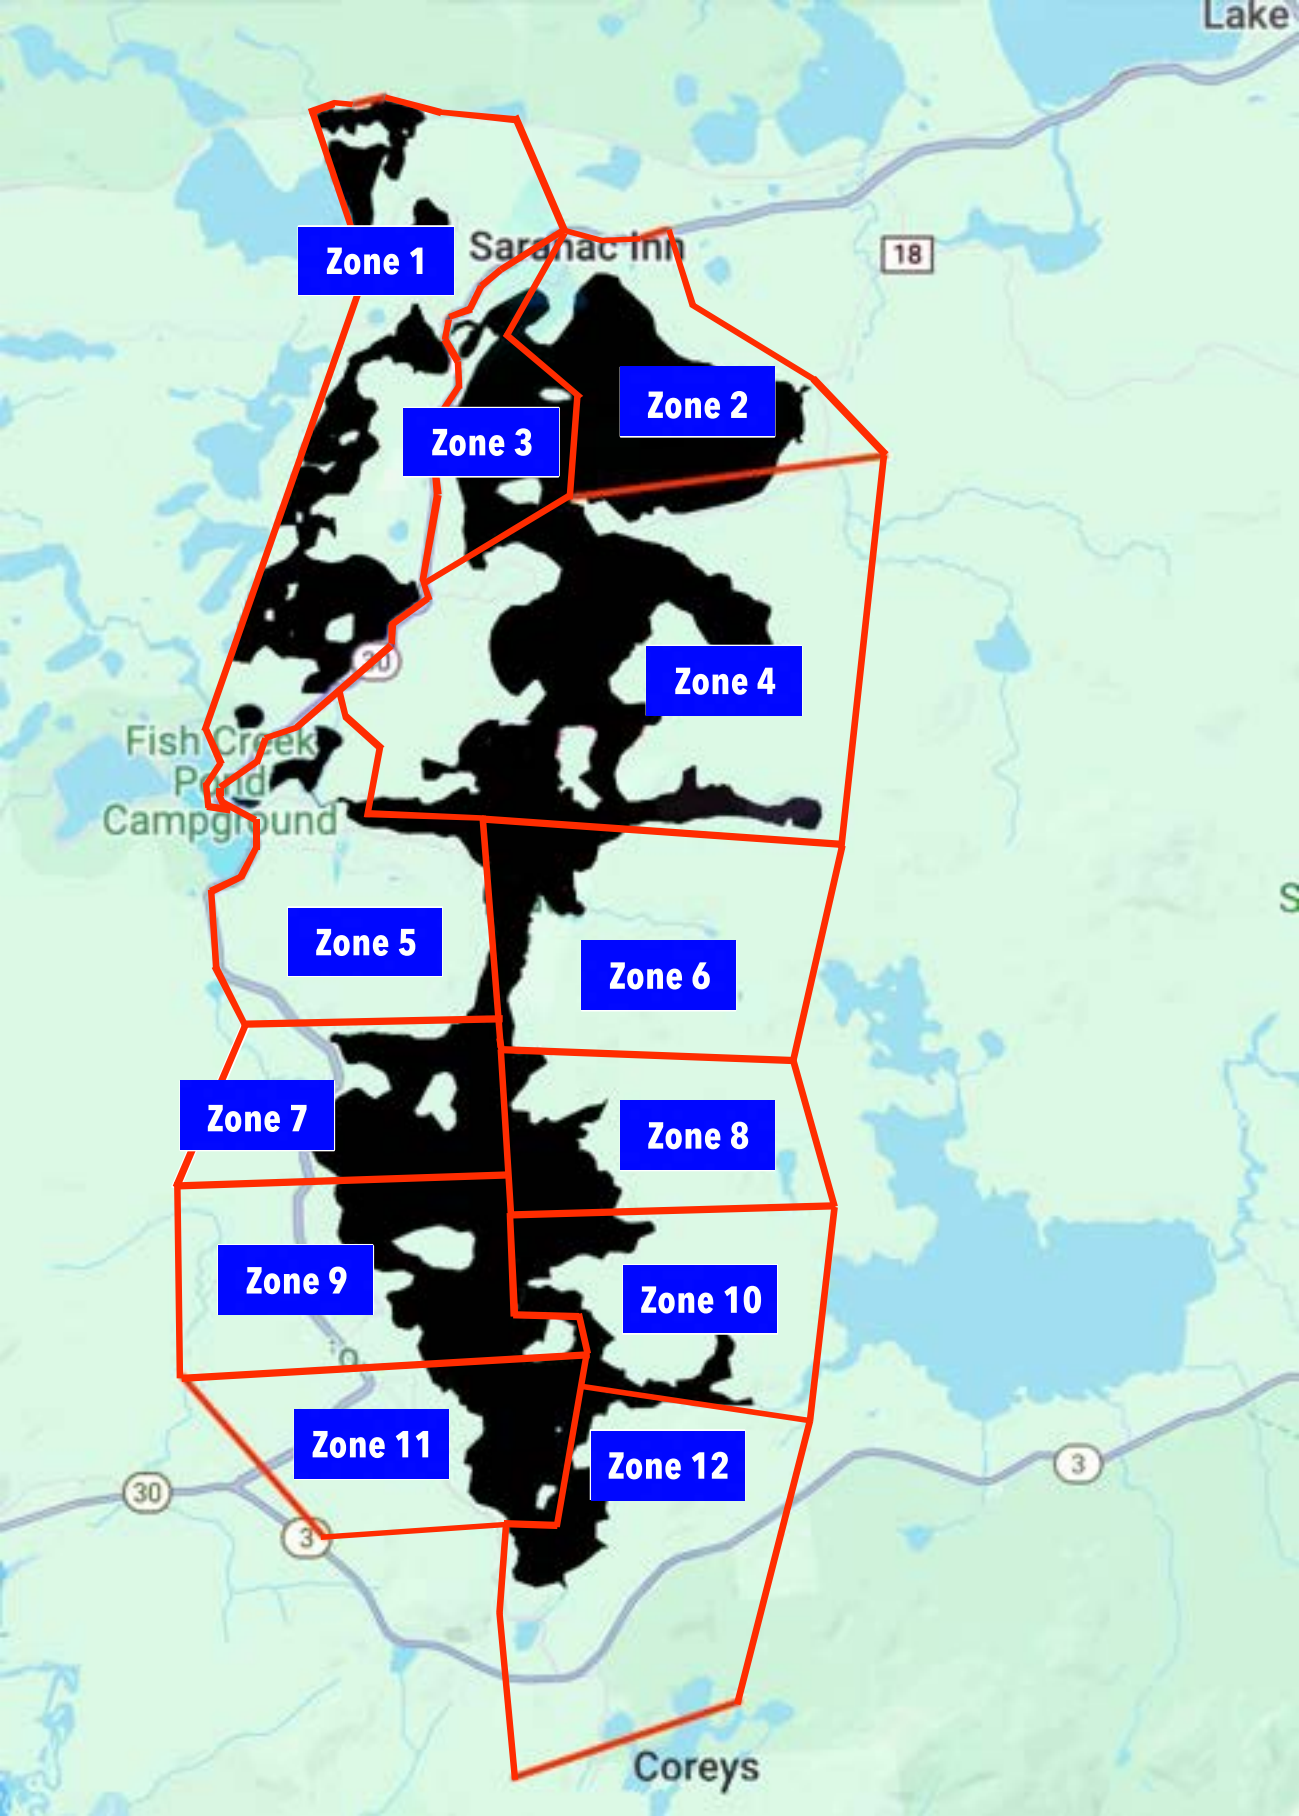 Lake
Zone 1
Saranac Inn
18
Zone 2
Zone 3
30
Zone 4
Fish Creek
Pond
Campground
S
Zone 5
Zone 6
Zone 7
Zone 8
Zone 9
Zone 10
Zone 11
Zone 12
30
3
3
Coreys